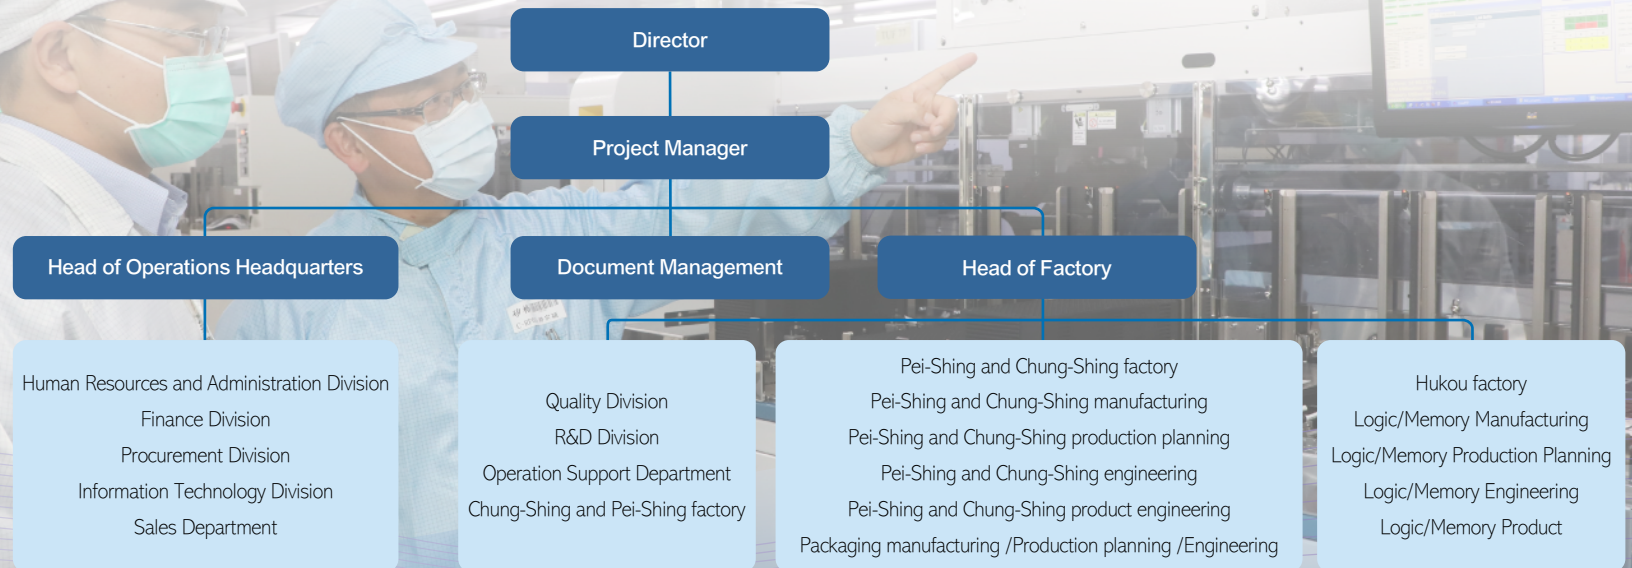 Director
Project Manager
Head of Operations Headquarters
Document Management
Head of Factory
Human Resources and Administration Division
Finance Division
Procurement Division
Information Technology Division
Sales Department
Quality Division
R&D Division
Operation Support Department
Chung-Shing and Pei-Shing factory
Pei-Shing and Chung-Shing factory
Pei-Shing and Chung-Shing manufacturing
Pei-Shing and Chung-Shing production planning
Pei-Shing and Chung-Shing engineering
Pei-Shing and Chung-Shing product engineering
Packaging manufacturing /Production planning /Engineering
Hukou factory
Logic/Memory Manufacturing
Logic/Memory Production Planning
Logic/Memory Engineering
Logic/Memory Product